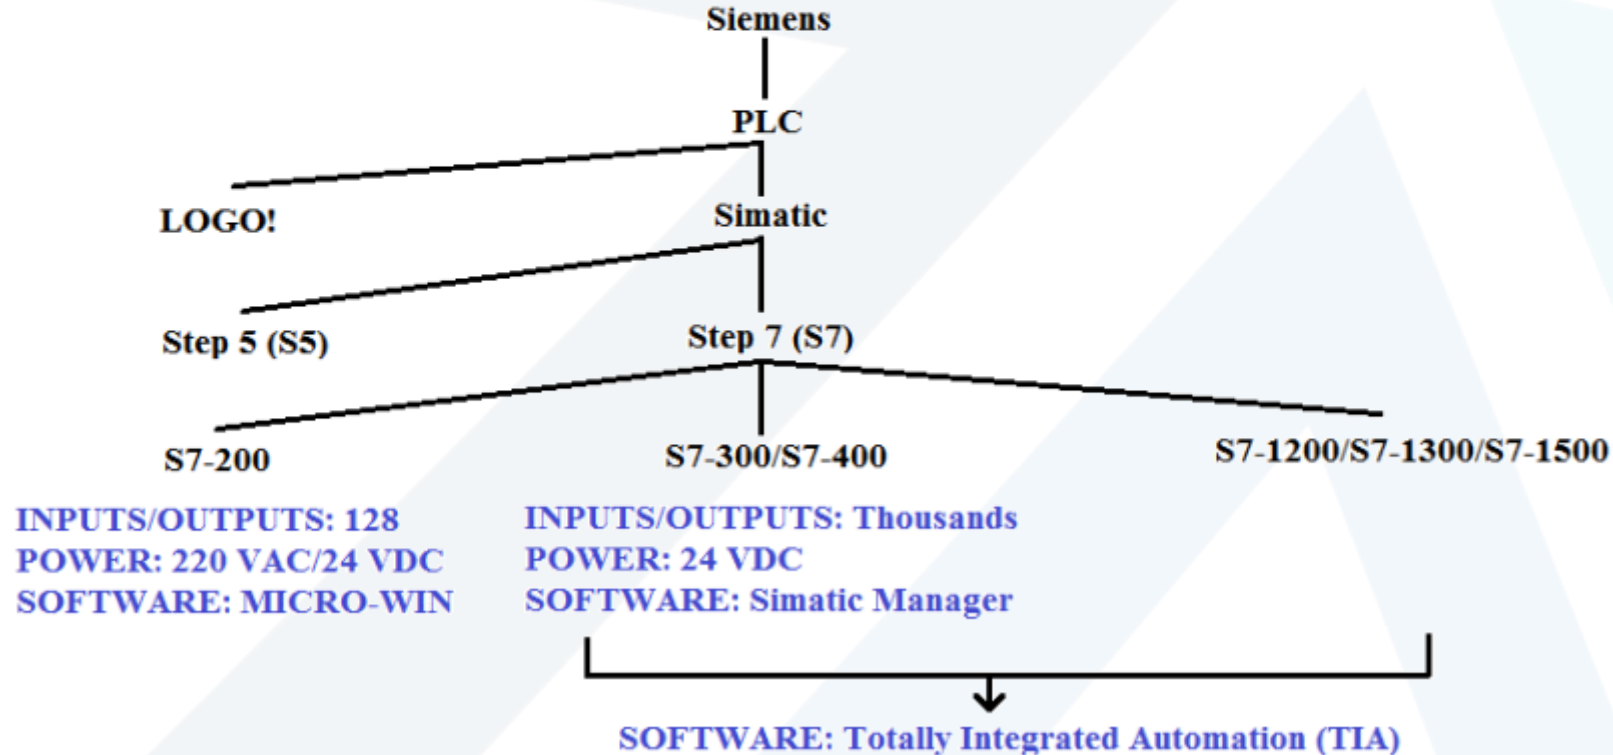 Siemens
PLC
LOGO!
Simatic
Step 5 (S5)
Step 7 (S7)
S7-200
S7-300/S7-400
S7-1200/S7-1300/S7-1500
INPUTS/OUTPUTS: 128
POWER: 220 VAC/24 VDC
SOFTWARE: MICRO-WIN
INPUTS/OUTPUTS: Thousands
POWER: 24 VDC
SOFTWARE: Simatic Manager
SOFTWARE: Totally Integrated Automation (TIA)